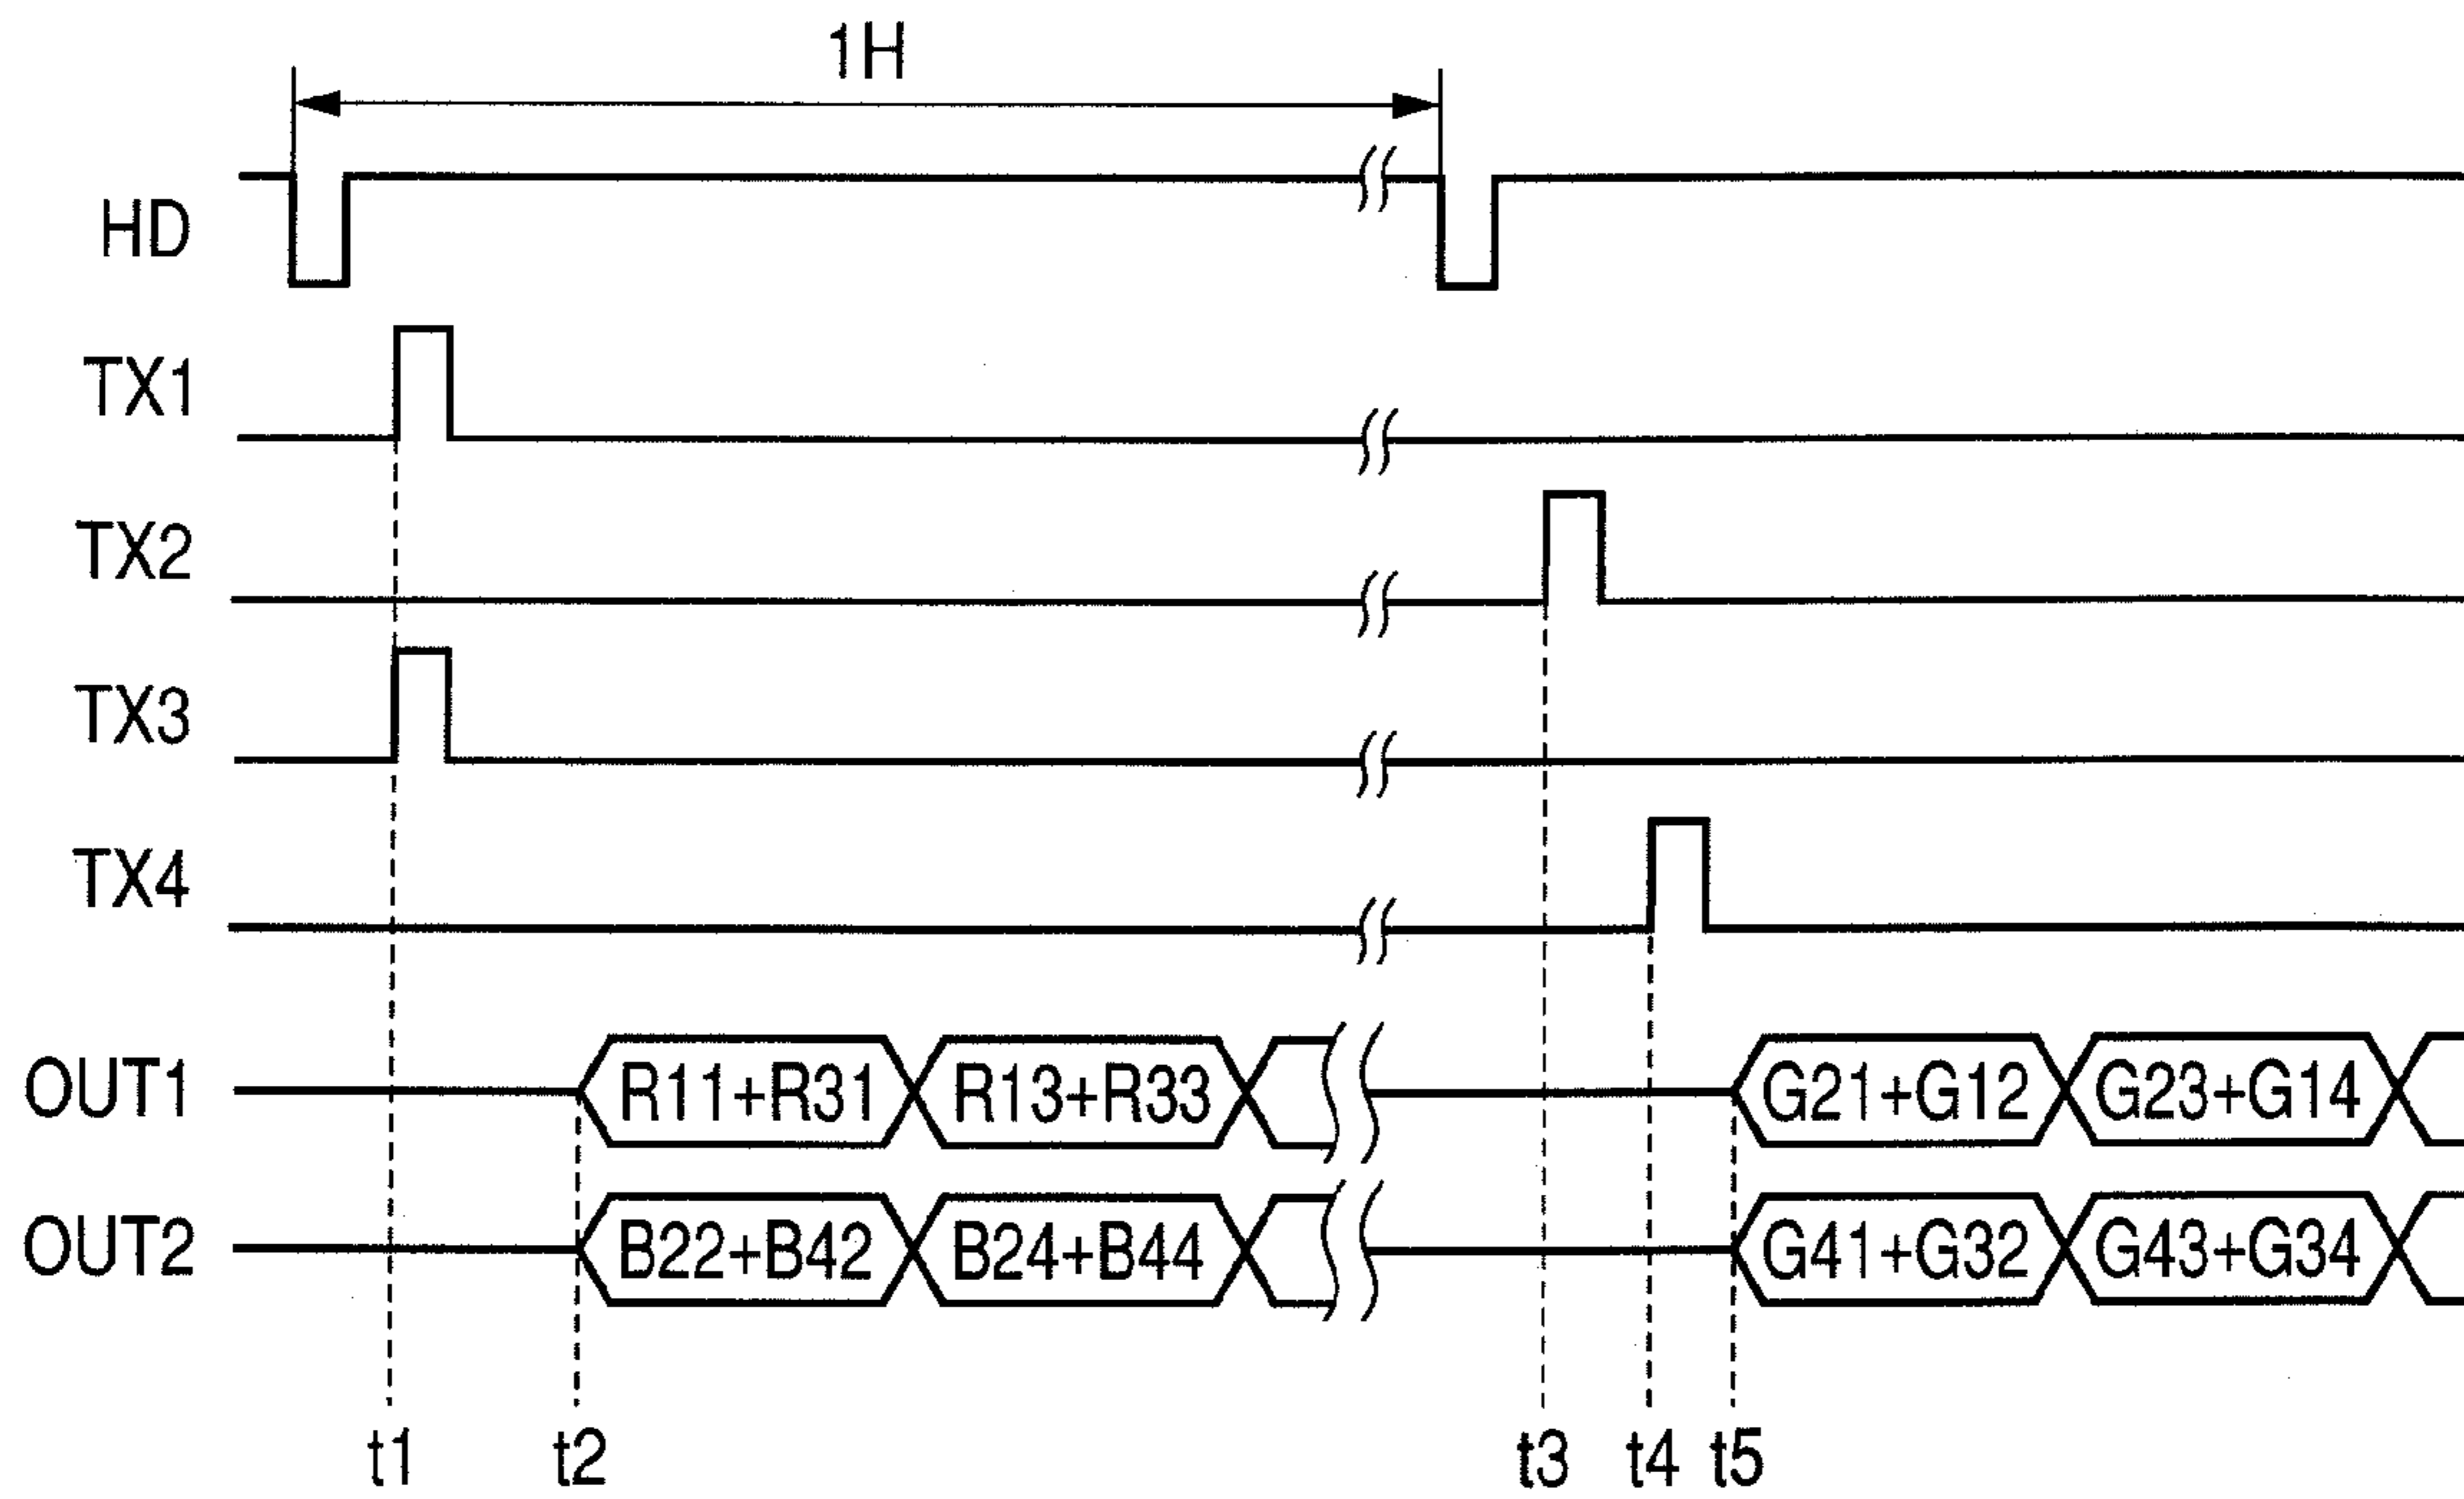 1H
HD
TX1
TX2
TX3
TX4
OUT1 R11+R31 R13+R33 G21+G12 G23+G14
OUT2 B22+B42 B24+B44 G41+G32 G43+G34
t1 t2 t3 t4 t5